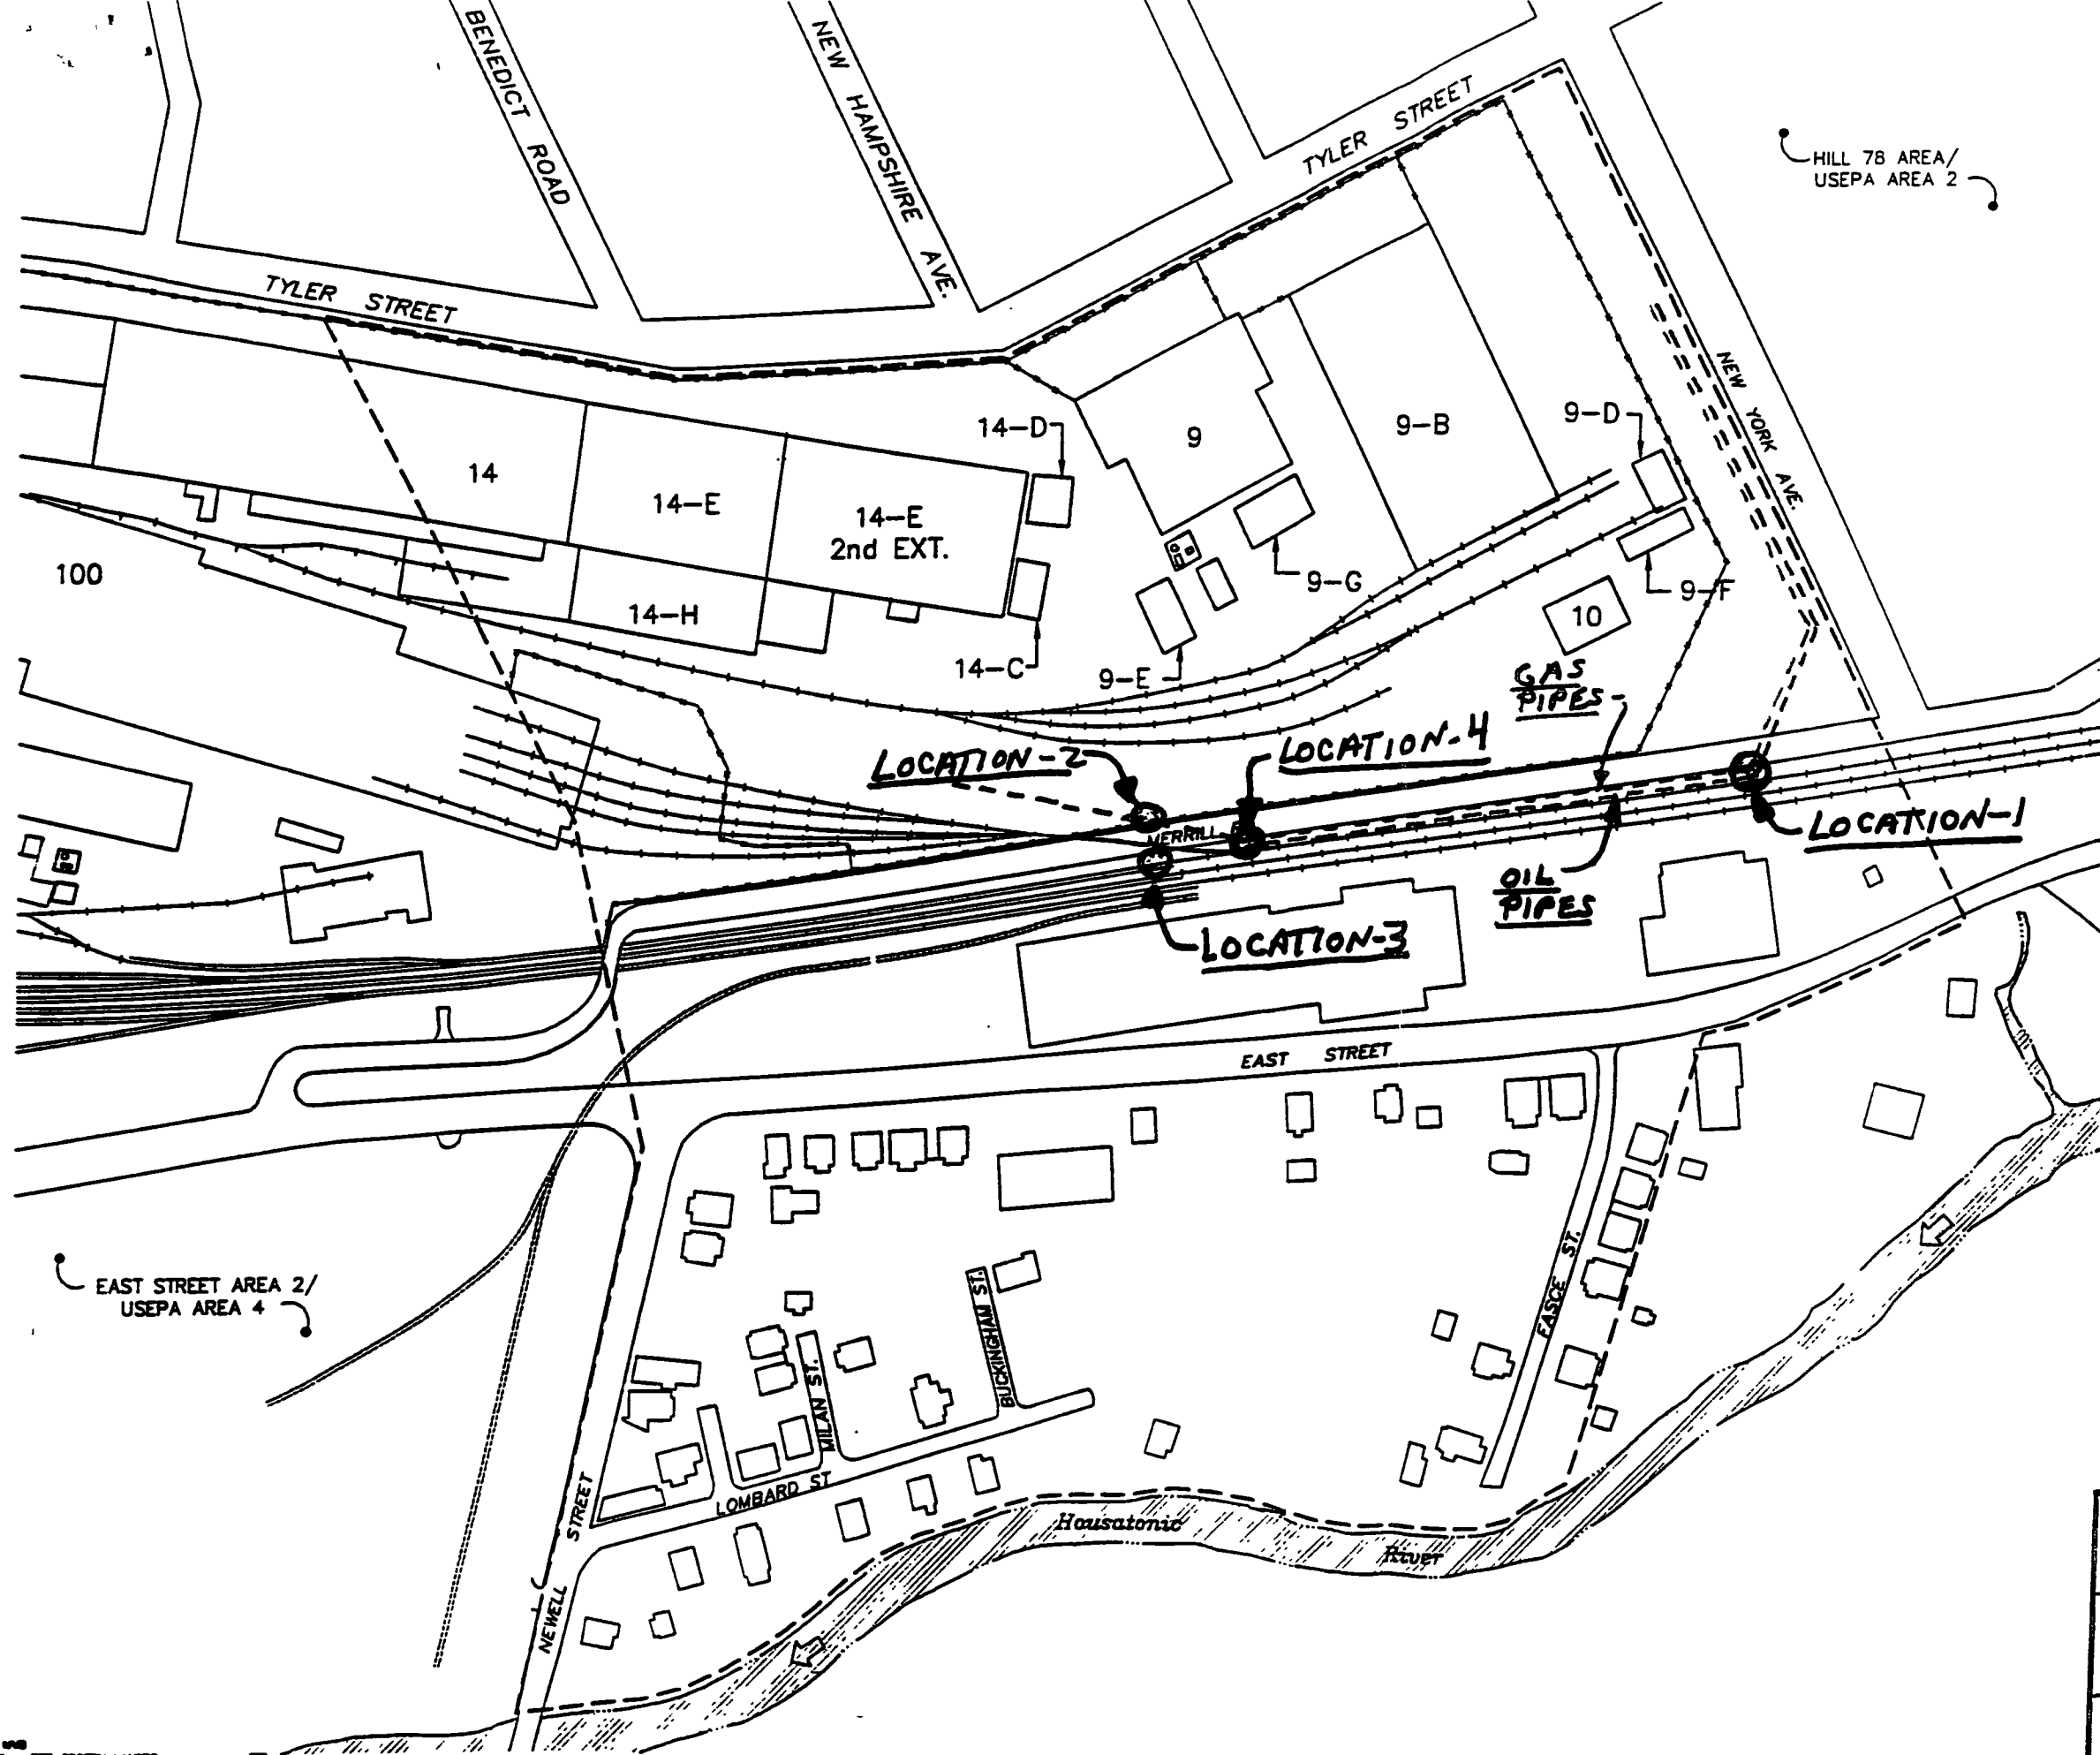 BENEDICT ROAD
NEW HAMPSHIRE AVE.
TYLER STREET
HILL 78 AREA/
USEPA AREA 2
TYLER STREET
NEW YORK AVE.
14-D
9
9-B
9-D
14
14-E
14-E
2nd EXT.
100
9-G
9-F
14-H
10
14-C
9-E
GAS
PIPES
LOCATION-2
LOCATION-4
MERRILL
LOCATION-1
OIL
PIPES
LOCATION-3
EAST STREET
EAST STREET AREA 2/
USEPA AREA 4
FASCE ST.
BUCKINGHAM ST.
MILAN ST.
LOMBARD ST
NEWELL STREET
Housatonic
River